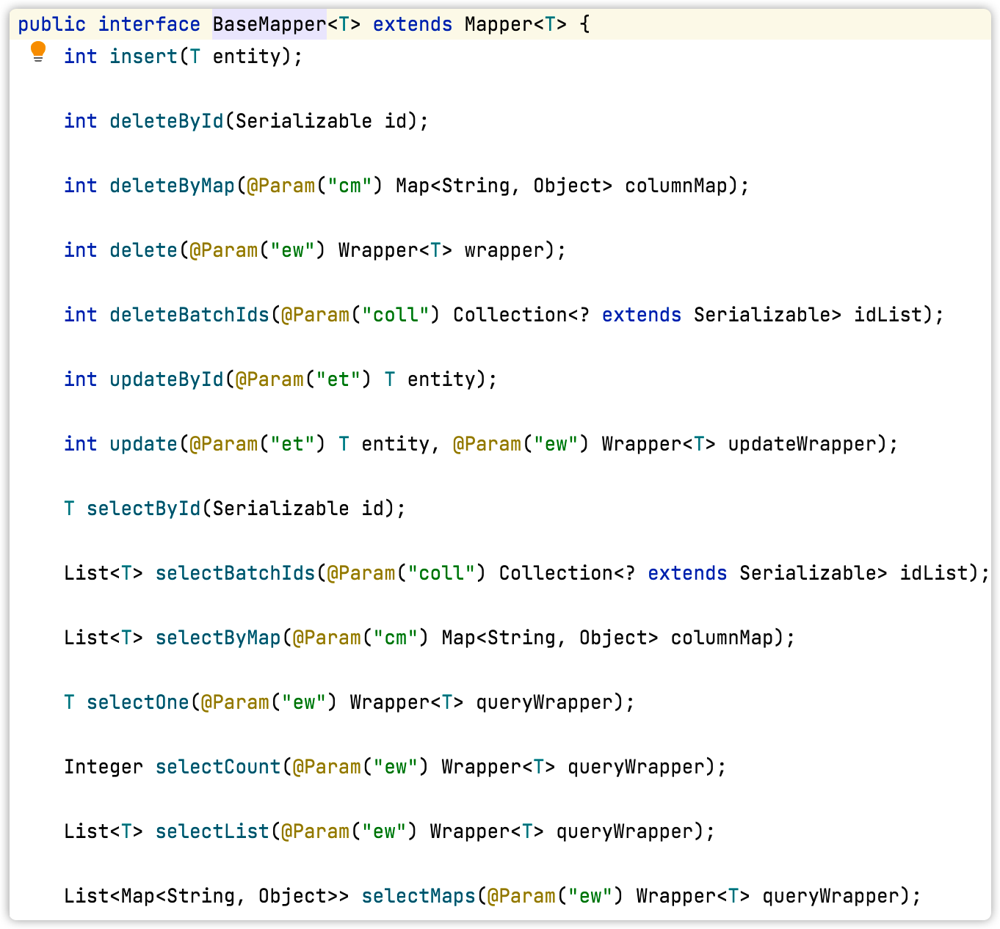 public interface BaseMapper<T> extends Mapper<T> {
int insert(T entity);
int deleteById(Serializable id);
int deleteByMap(@Param("cm") Map<String, Object> columnMap);
int delete(@Param("ew") Wrapper<T> wrapper);
int deleteBatchIds(@Param("coll") Collection<? extends Serializable> idList);
int updateById(@Param("et") T entity);
int update(@Param("et") T entity, @Param("ew") Wrapper<T> updateWrapper);
T selectById(Serializable id);
List<T> selectBatchIds(@Param("coll") Collection<? extends Serializable> idList);
List<T> selectByMap(@Param("cm") Map<String, Object> columnMap);
T selectOne(@Param("ew") Wrapper<T> queryWrapper);
Integer selectCount(@Param("ew") Wrapper<T> queryWrapper);
List<T> selectList(@Param("ew") Wrapper<T> queryWrapper);
List<Map<String, Object>> selectMaps(@Param("ew") Wrapper<T> queryWrapper);